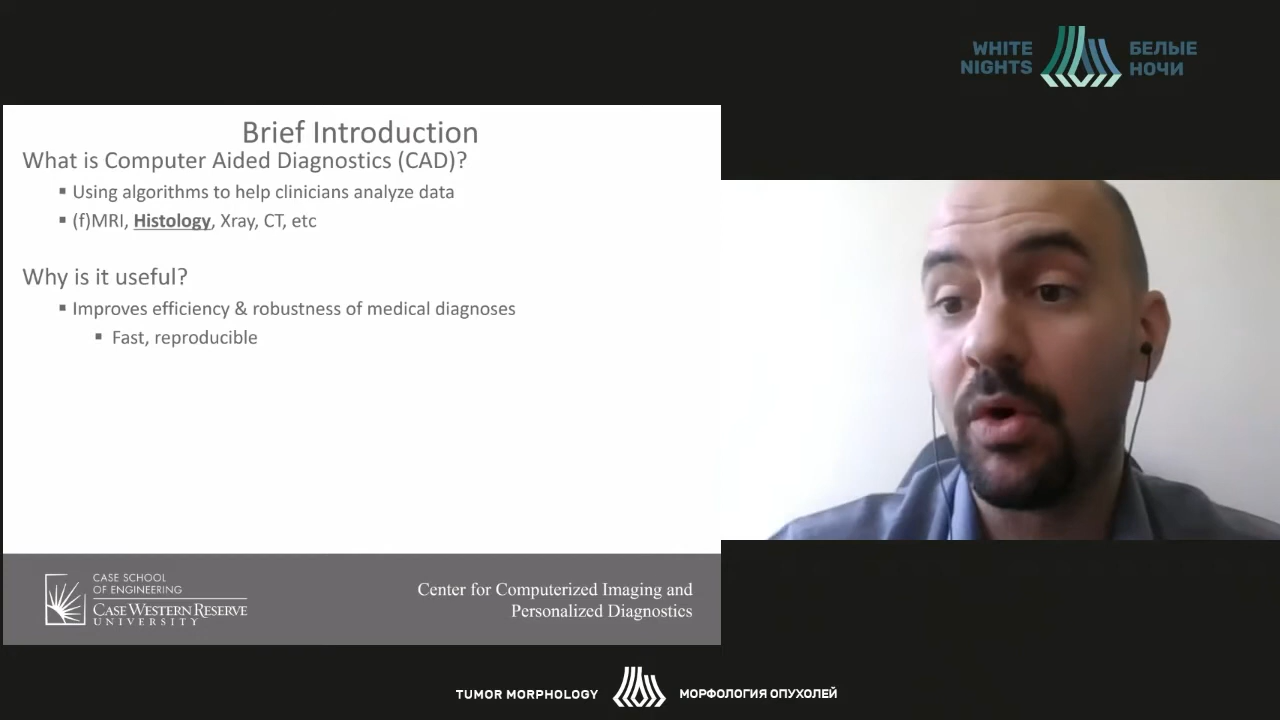 WHITE
NIGHTS
БЕЛЫЕ
НОЧИ
Brief Introduction
What is Computer Aided Diagnostics (CAD)?
▪ Using algorithms to help clinicians analyze data
▪ (f)MRI, Histology, Xray, CT, etc
Why is it useful?
▪ Improves efficiency & robustness of medical diagnoses
▪ Fast, reproducible
CASE SCHOOL
OF ENGINEERING
CASE WESTERN RESERVE
UNIVERSITY
Center for Computerized Imaging and
Personalized Diagnostics
TUMOR MORPHOLOGY
МОРФОЛОГИЯ ОПУХОЛЕЙ